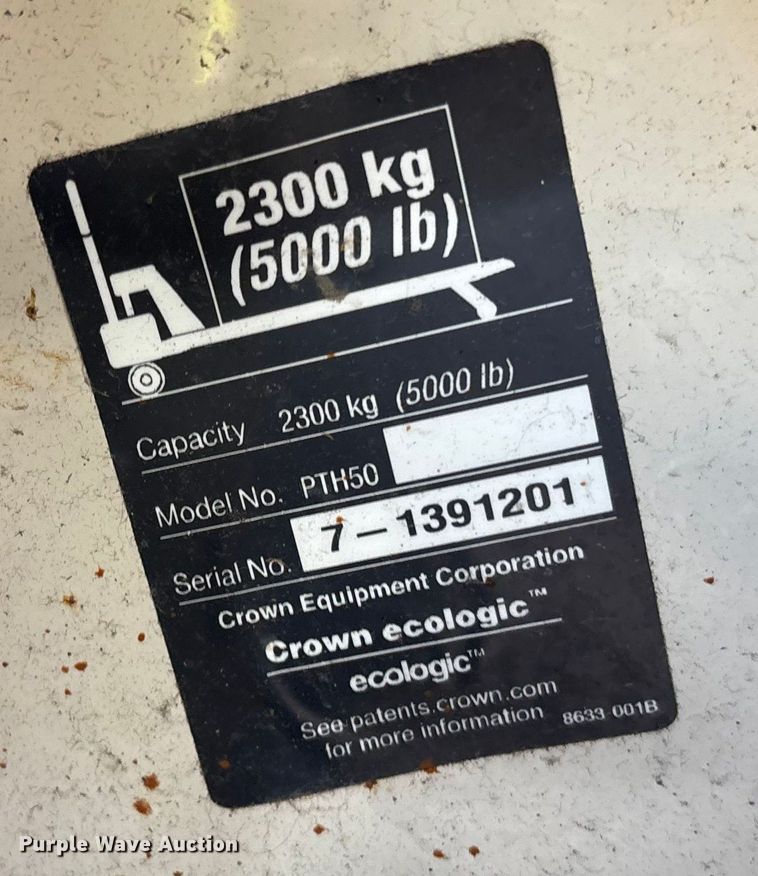 2300 kg
(5000 lb)
Capacity 2300 kg (5000 lb)
Model No. PTH50
Serial No. 7-1391201
Crown Equipment Corporation
Crown ecologic™
ecologic™
See patents.crown.com
for more information 8633-001B
Purple Wave Auction